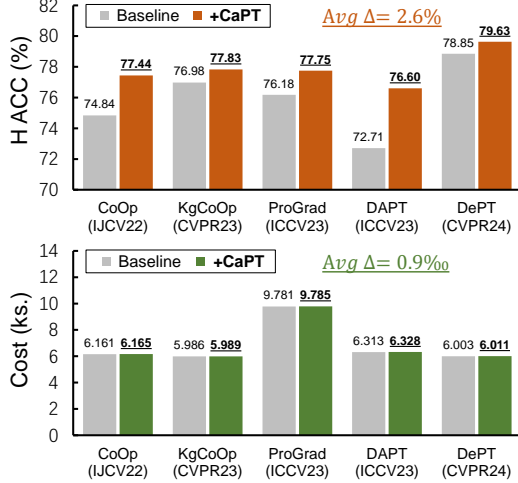 Baseline +CaPT
Avg Δ= 2.6%
H ACC (%)
80
78
76
74
72
70
74.84 77.44
76.98 77.83
76.18 77.75
72.71 76.60
78.85 79.63
CoOp KgCoOp ProGrad DAPT DePT
(IJCV22) (CVPR23) (ICCV23) (ICCV23) (CVPR24)
Baseline +CaPT
Avg Δ= 0.9‰
Cost (ks.)
14
12
10
8
6
4
2
0
6.161 6.165
5.986 5.989
9.781 9.785
6.313 6.328
6.003 6.011
CoOp KgCoOp ProGrad DAPT DePT
(IJCV22) (CVPR23) (ICCV23) (ICCV23) (CVPR24)